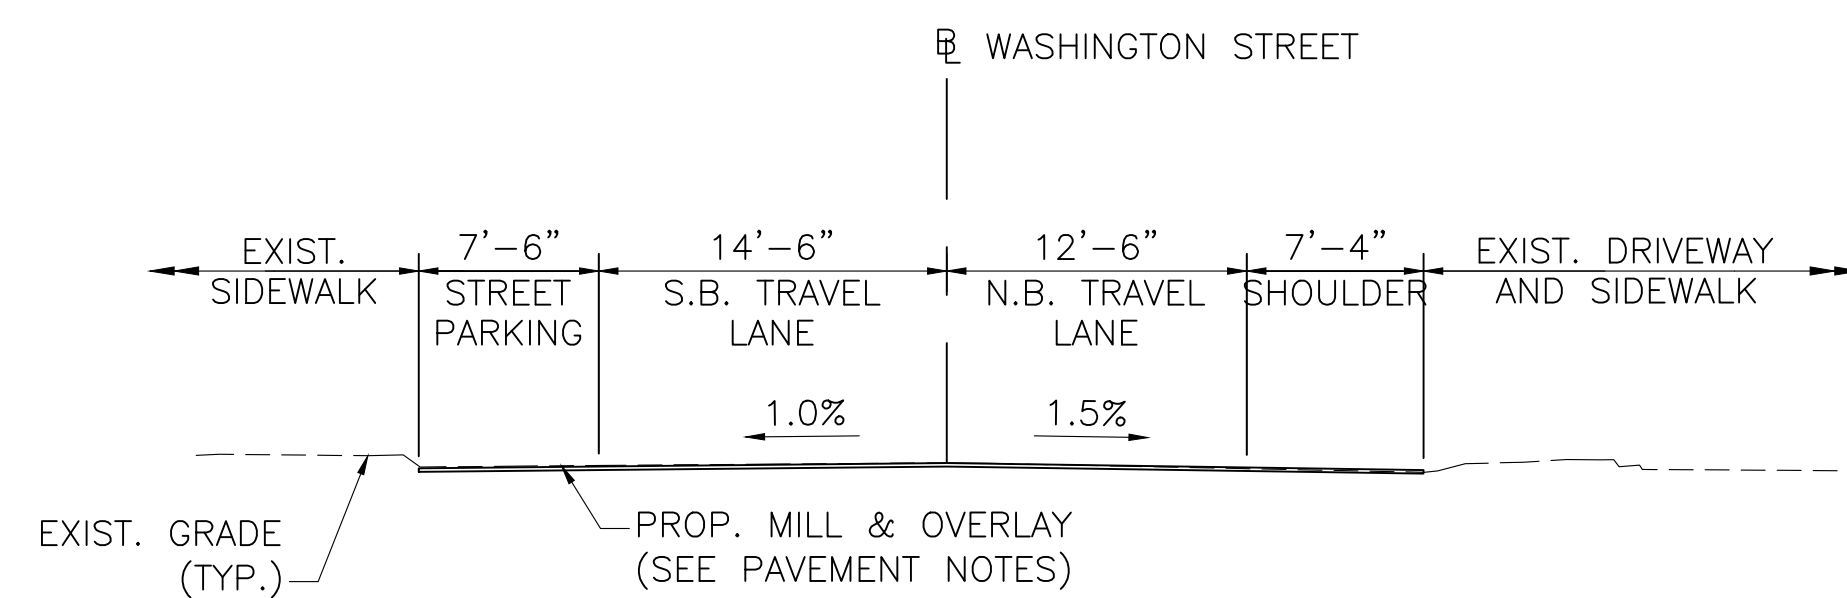 ℄ WASHINGTON STREET
EXIST.
SIDEWALK
7'-6"
STREET
PARKING
14'-6"
S.B. TRAVEL
LANE
12'-6"
N.B. TRAVEL
LANE
7'-4"
SHOULDER
EXIST. DRIVEWAY
AND SIDEWALK
1.0%
1.5%
EXIST. GRADE
(TYP.)
PROP. MILL & OVERLAY
(SEE PAVEMENT NOTES)